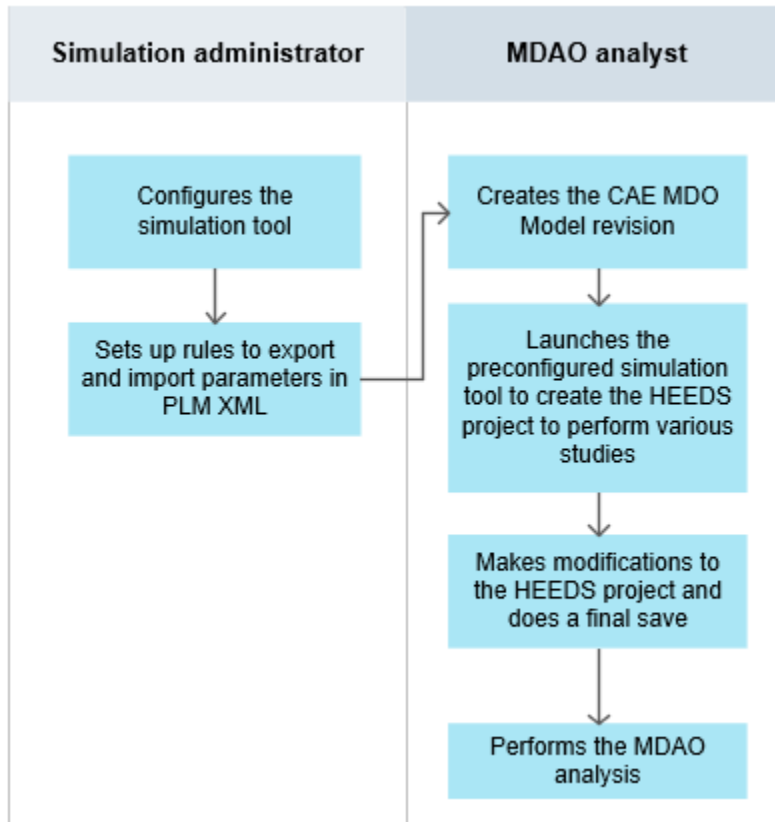 Simulation administrator
MDAO analyst
Configures the
simulation tool
Sets up rules to export
and import parameters in
PLM XML
Creates the CAE MDO
Model revision
Launches the
preconfigured simulation
tool to create the HEEDS
project to perform various
studies
Makes modifications to
the HEEDS project and
does a final save
Performs the MDAO
analysis